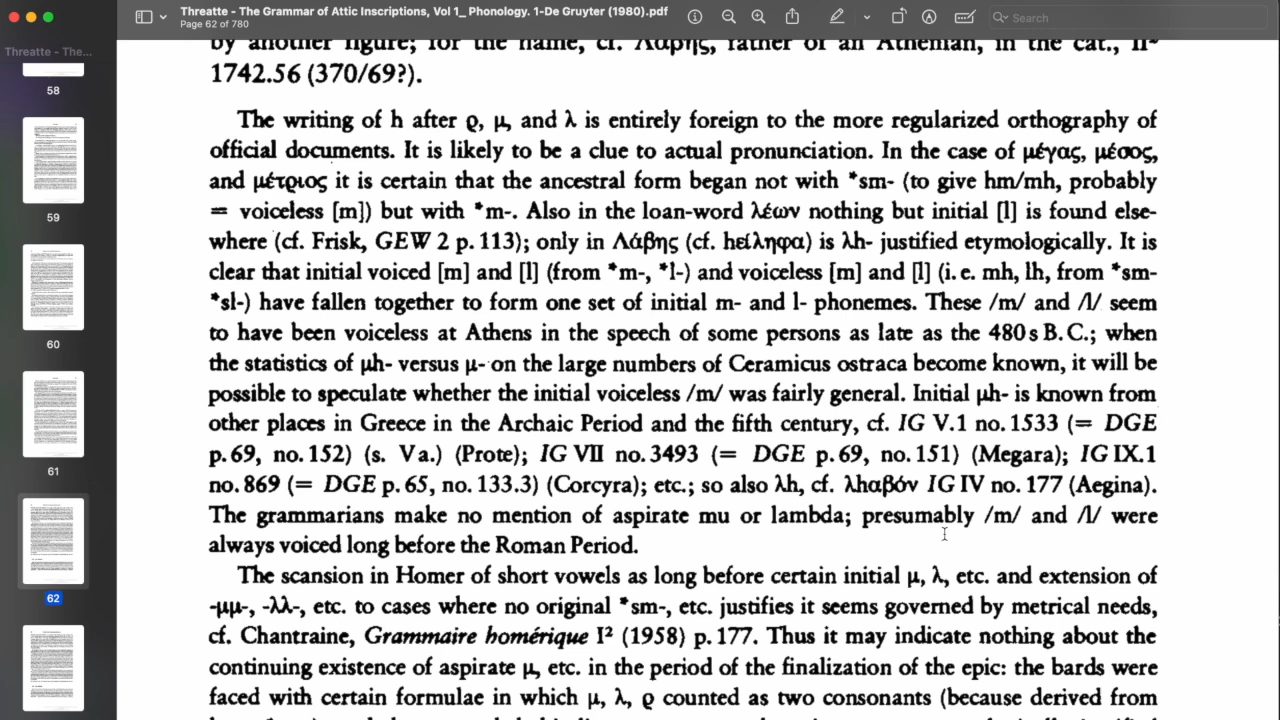 Threatte - The Grammar of Attic Inscriptions, Vol 1_ Phonology. 1-De Gruyter (1980).pdf
Page 62 of 780
Search
Threatte - The...
58
59
60
61
62
by another figure; for the name, cf. Λάρης, father of an Athenian, in the cat., II²
1742.56 (370/69?).
The writing of h after ρ, μ, and λ is entirely foreign to the more regularized orthography of
official documents. It is likely to be a clue to actual pronunciation. In the case of μέγας, μέσος,
and μέτριος it is certain that the ancestral form began not with *sm- (to give hm/mh, probably
= voiceless [m]) but with *m-. Also in the loan-word λέων nothing but initial [l] is found else-
where (cf. Frisk, GEW 2 p. 113); only in Λάβης (cf. hείληφα) is λh- justified etymologically. It is
clear that initial voiced [m] and [l] (from *m-, *l-) and voiceless [m] and [l] (i. e. mh, lh, from *sm-
*sl-) have fallen together to form one set of initial m- and l- phonemes. These /m/ and /l/ seem
to have been voiceless at Athens in the speech of some persons as late as the 480s B. C.; when
the statistics of μh- versus μ- on the large numbers of Ceramicus ostraca become known, it will be
possible to speculate whether the initial voiceless /m/ was fairly general. Initial μh- is known from
other places in Greece in the Archaic Period and the fifth century, cf. IG V.1 no. 1533 (= DGE
p. 69, no. 152) (s. Va.) (Prote); IG VII no. 3493 (= DGE p. 69, no. 151) (Megara); IG IX.1
no. 869 (= DGE p. 65, no. 133.3) (Corcyra); etc.; so also λh, cf. λhαβόν IG IV no. 177 (Aegina).
The grammarians make no mention of aspirate mu or lambda; presumably /m/ and /l/ were
always voiced long before the Roman Period.
The scansion in Homer of short vowels as long before certain initial μ, λ, etc. and extension of
-μμ-, -λλ-, etc. to cases where no original *sm-, etc. justifies it seems governed by metrical needs,
cf. Chantraine, Grammaire homérique I² (1958) p. 177. Thus it may indicate nothing about the
continuing existence of aspirate μ, etc. in the period of the finalization of the epic: the bards were
faced with certain formulae in which μ, λ, ρ counted as two consonants (because derived from